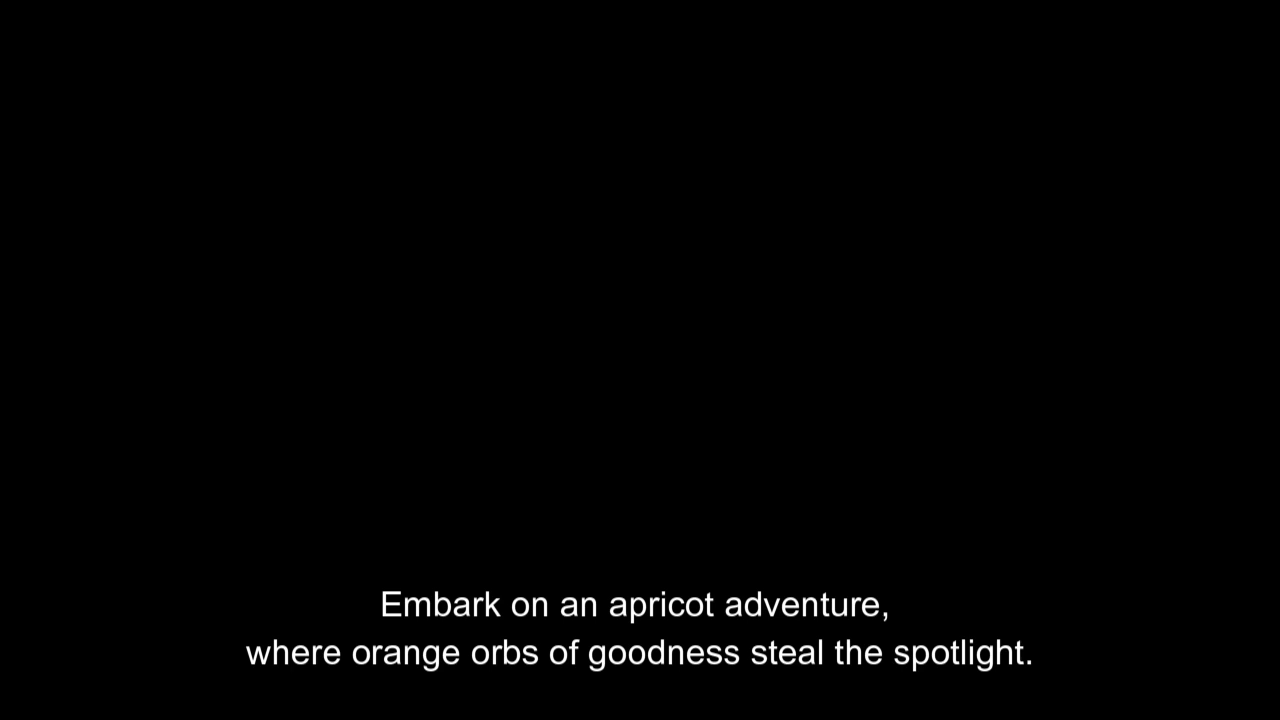 Embark on an apricot adventure,
where orange orbs of goodness steal the spotlight.